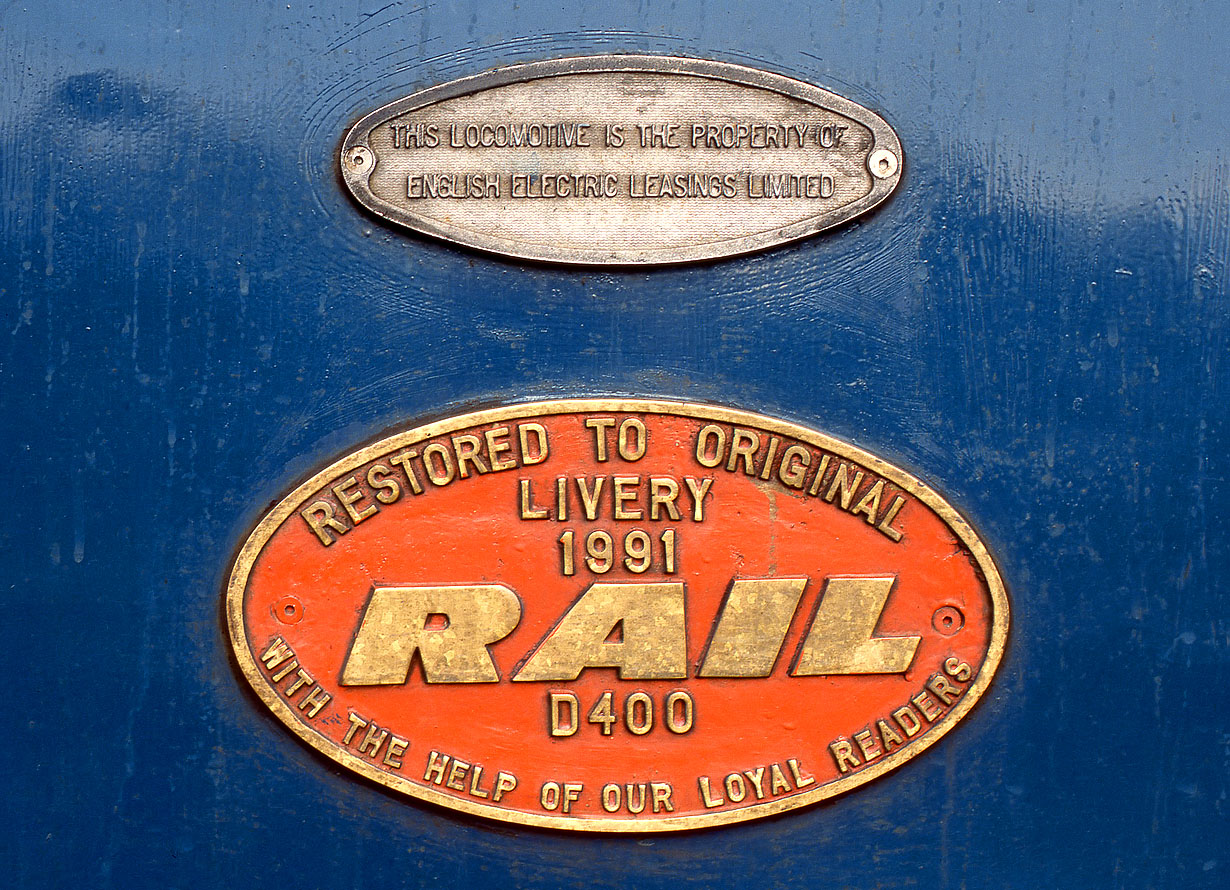 THIS LOCOMOTIVE IS THE PROPERTY OF
ENGLISH ELECTRIC LEASINGS LIMITED
RESTORED TO ORIGINAL
LIVERY
1991
RAIL
D400
WITH THE HELP OF OUR LOYAL READERS